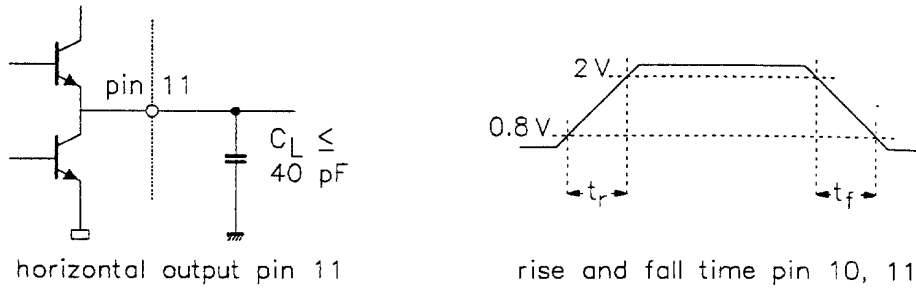 pin 11
C_L ≤
40 pF
horizontal output pin 11
2 V
0.8 V
t_r
t_f
rise and fall time pin 10, 11